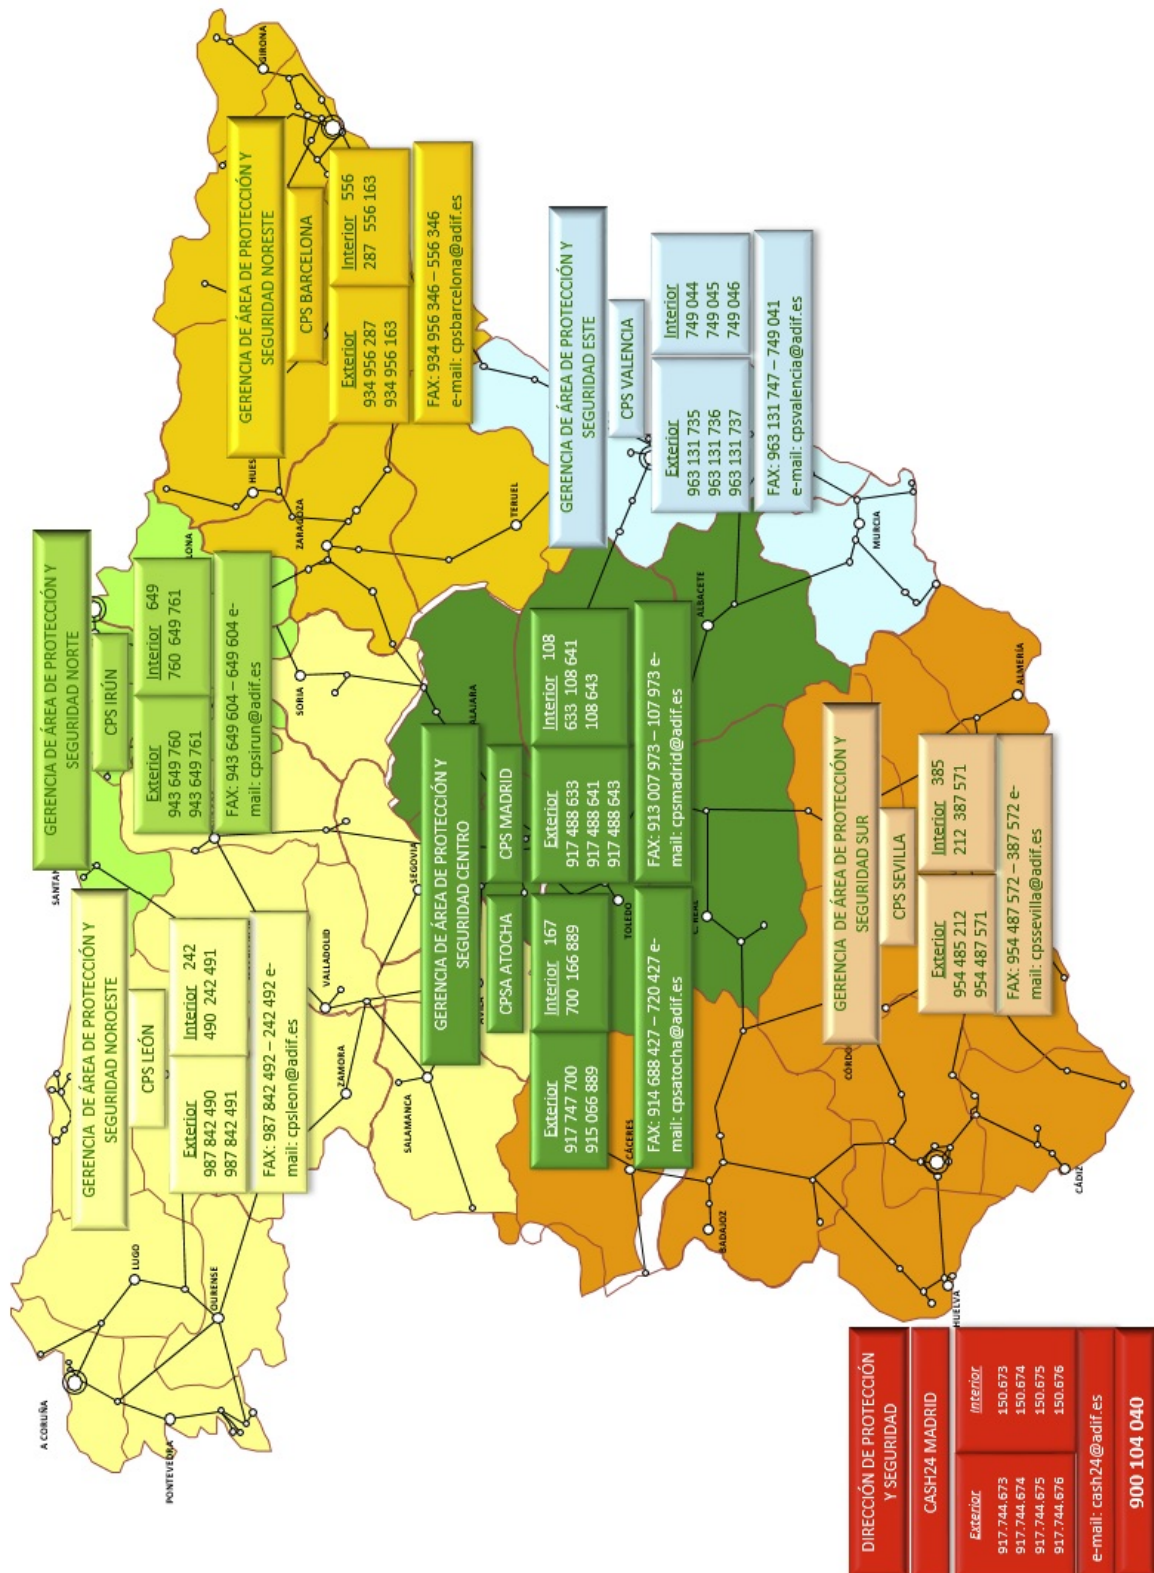 GERENCIA DE ÁREA DE PROTECCIÓN Y
SEGURIDAD NOROESTE
CPS LEÓN
Exterior
987 842 490
987 842 491
Interior 242
490 242 491
FAX: 987 842 492 – 242 492 e-
mail: cpsleon@adif.es
GERENCIA DE ÁREA DE PROTECCIÓN Y
SEGURIDAD NORTE
CPS IRÚN
Exterior
943 649 760
943 649 761
Interior 649
760 649 761
FAX: 943 649 604 – 649 604 e-
mail: cpsirun@adif.es
GERENCIA DE ÁREA DE PROTECCIÓN Y
SEGURIDAD NORESTE
CPS BARCELONA
Exterior
934 956 287
934 956 163
Interior 556
287 556 163
FAX: 934 956 346 – 556 346
e-mail: cpsbarcelona@adif.es
GERENCIA DE ÁREA DE PROTECCIÓN Y
SEGURIDAD CENTRO
CPSA ATOCHA
Exterior
917 747 700
915 066 889
Interior 167
700 166 889
FAX: 914 688 427 – 720 427 e-
mail: cpsatocha@adif.es
CPS MADRID
Exterior
917 488 633
917 488 641
917 488 643
Interior 108
633 108 641
108 643
FAX: 913 007 973 – 107 973 e-
mail: cpsmadrid@adif.es
GERENCIA DE ÁREA DE PROTECCIÓN Y
SEGURIDAD ESTE
CPS VALENCIA
Exterior
963 131 735
963 131 736
963 131 737
Interior
749 044
749 045
749 046
FAX: 963 131 747 – 749 041
e-mail: cpsvalencia@adif.es
GERENCIA DE ÁREA DE PROTECCIÓN Y
SEGURIDAD SUR
CPS SEVILLA
Exterior
954 485 212
954 487 571
Interior 385
212 387 571
FAX: 954 487 572 – 387 572 e-
mail: cpssevilla@adif.es
DIRECCIÓN DE PROTECCIÓN
Y SEGURIDAD
CASH24 MADRID
Exterior
917.744.673
917.744.674
917.744.675
917.744.676
Interior
150.673
150.674
150.675
150.676
e-mail: cash24@adif.es
900 104 040
A CORUÑA
LUGO
PONTEVEDRA
OURENSE
SANTAN
LONA
HUES
GIRONA
ZAMORA
VALLADOLID
SORIA
ZARAGOZA
SALAMANCA
SEGOVIA
ÁVILA
ALAJARA
TERUEL
CÁCERES
TOLEDO
BADAJOZ
C. REAL
ALBACETE
CÓRDO
MURCIA
HUELVA
CÁDIZ
ALMERÍA